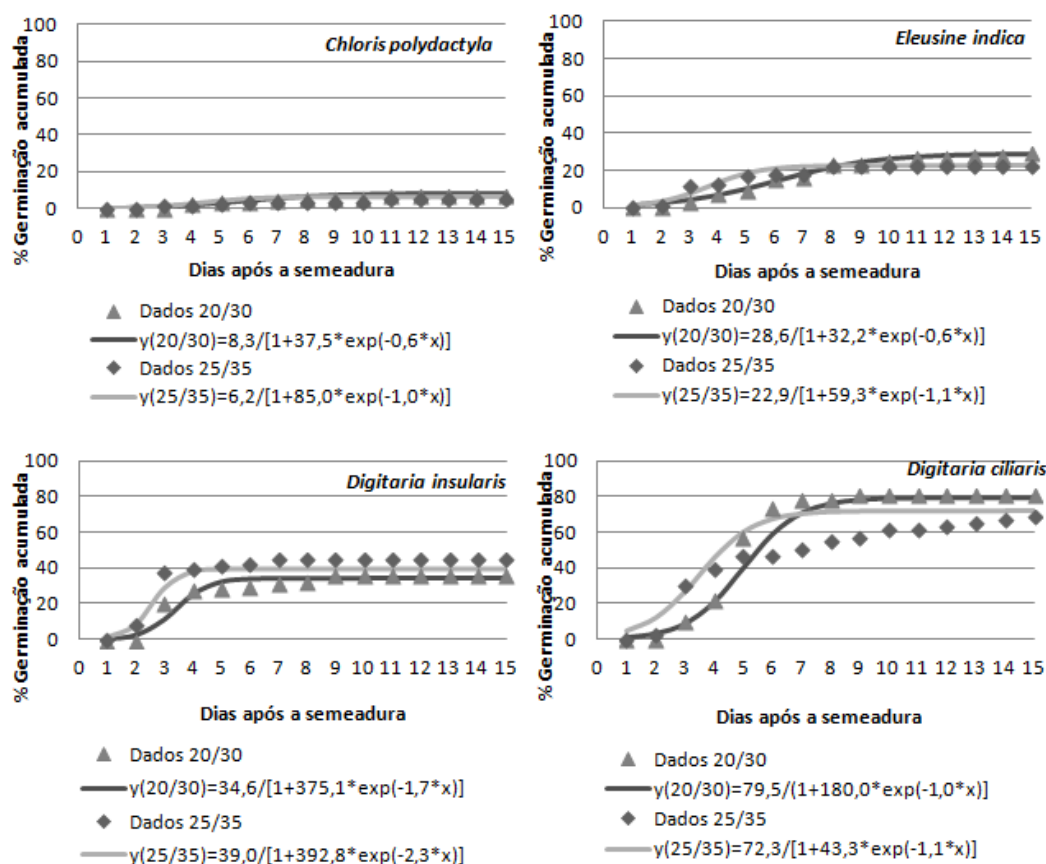 Chloris polydactyla
% Germinação acumulada
100
80
60
40
20
0
0 1 2 3 4 5 6 7 8 9 10 11 12 13 14 15
Dias após a semeadura
Dados 20/30
y(20/30)=8,3/[1+37,5*exp(-0,6*x)]
Dados 25/35
y(25/35)=6,2/[1+85,0*exp(-1,0*x)]
Eleusine indica
% Germinação acumulada
100
80
60
40
20
0
0 1 2 3 4 5 6 7 8 9 10 11 12 13 14 15
Dias após a semeadura
Dados 20/30
y(20/30)=28,6/[1+32,2*exp(-0,6*x)]
Dados 25/35
y(25/35)=22,9/[1+59,3*exp(-1,1*x)]
Digitaria insularis
% Germinação acumulada
100
80
60
40
20
0
0 1 2 3 4 5 6 7 8 9 10 11 12 13 14 15
Dias após a semeadura
Dados 20/30
y(20/30)=34,6/[1+375,1*exp(-1,7*x)]
Dados 25/35
y(25/35)=39,0/[1+392,8*exp(-2,3*x)]
Digitaria ciliaris
% Germinação acumulada
100
80
60
40
20
0
0 1 2 3 4 5 6 7 8 9 10 11 12 13 14 15
Dias após a semeadura
Dados 20/30
y(20/30)=79,5/(1+180,0*exp(-1,0*x)]
Dados 25/35
y(25/35)=72,3/[1+43,3*exp(-1,1*x)]